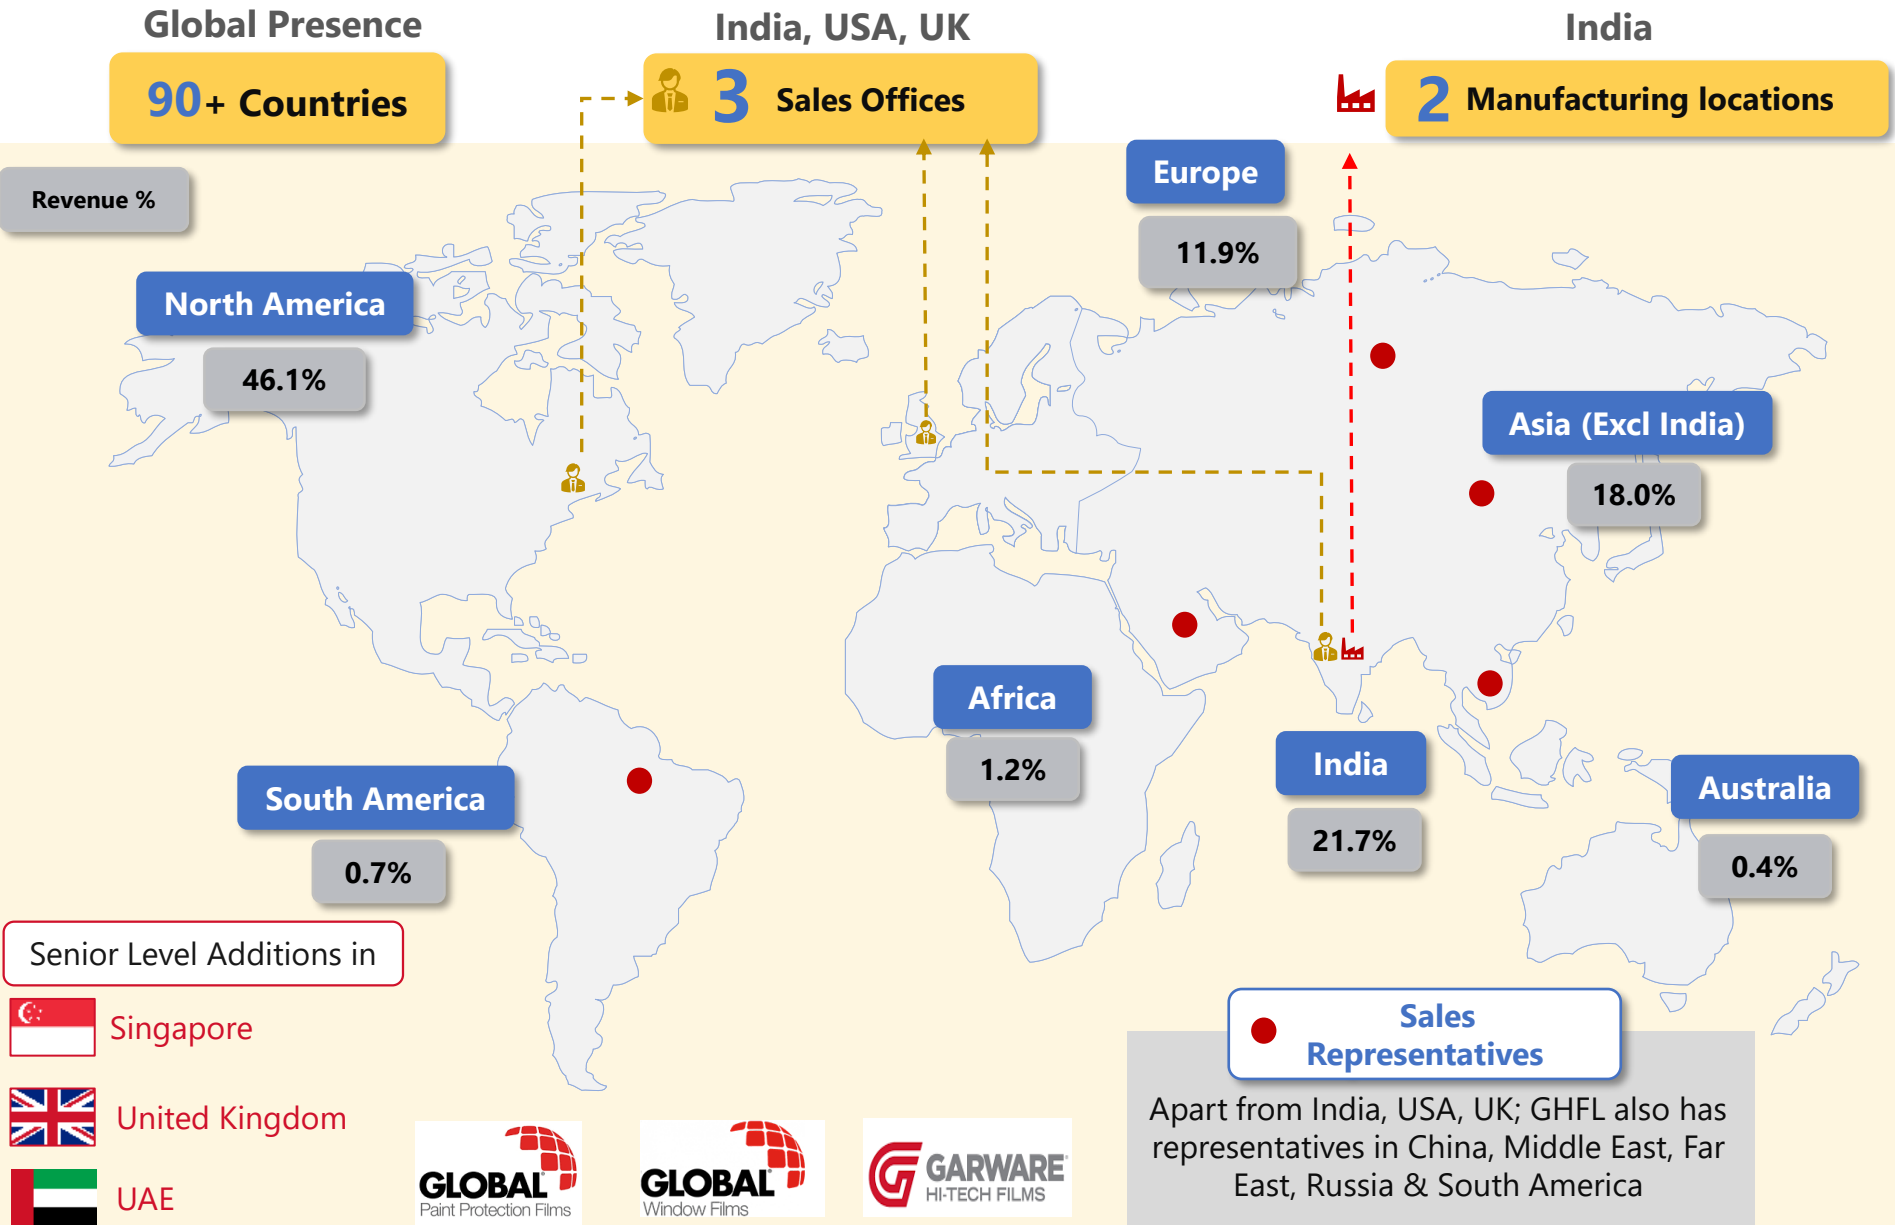 Global Presence
90+ Countries
India, USA, UK
3 Sales Offices
India
2 Manufacturing locations
Revenue %
Europe
11.9%
North America
46.1%
Asia (Excl India)
18.0%
Africa
1.2%
India
21.7%
South America
0.7%
Australia
0.4%
Senior Level Additions in
Singapore
United Kingdom
UAE
GLOBAL
Paint Protection Films
GLOBAL
Window Films
GARWARE
HI-TECH FILMS
Sales
Representatives
Apart from India, USA, UK; GHFL also has
representatives in China, Middle East, Far
East, Russia & South America